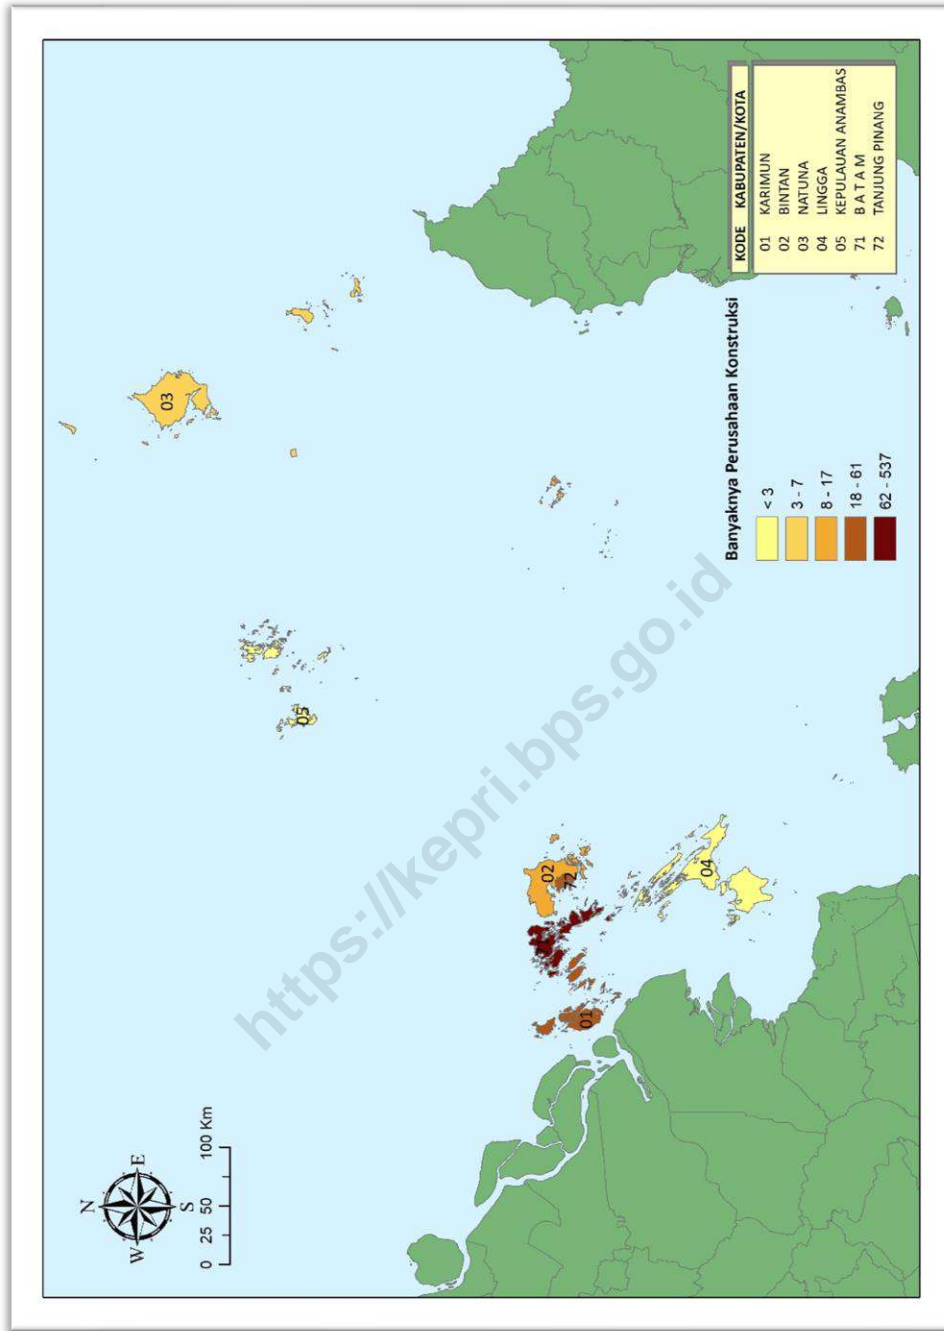 N
W E
S
0 25 50 100 Km
03
05
02
72
01
04
https://kepri.bps.go.id
Banyaknya Perusahaan Konstruksi
< 3
3 - 7
8 - 17
18 - 61
62 - 537
KODE KABUPATEN/KOTA
01 KARIMUN
02 BINTAN
03 NATUNA
04 LINGGA
05 KEPULAUAN ANAMBAS
71 B A T A M
72 TANJUNG PINANG